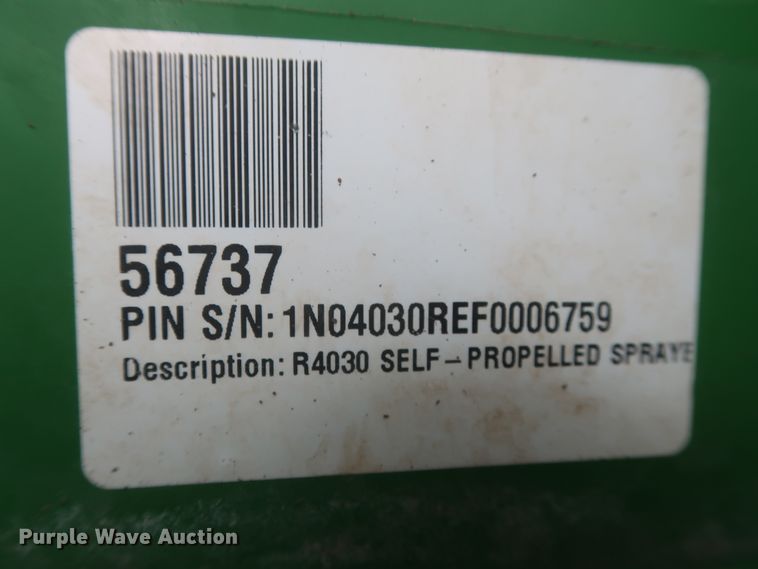 56737
PIN S/N: 1N04030REF0006759
Description: R4030 SELF-PROPELLED SPRAYE
Purple Wave Auction